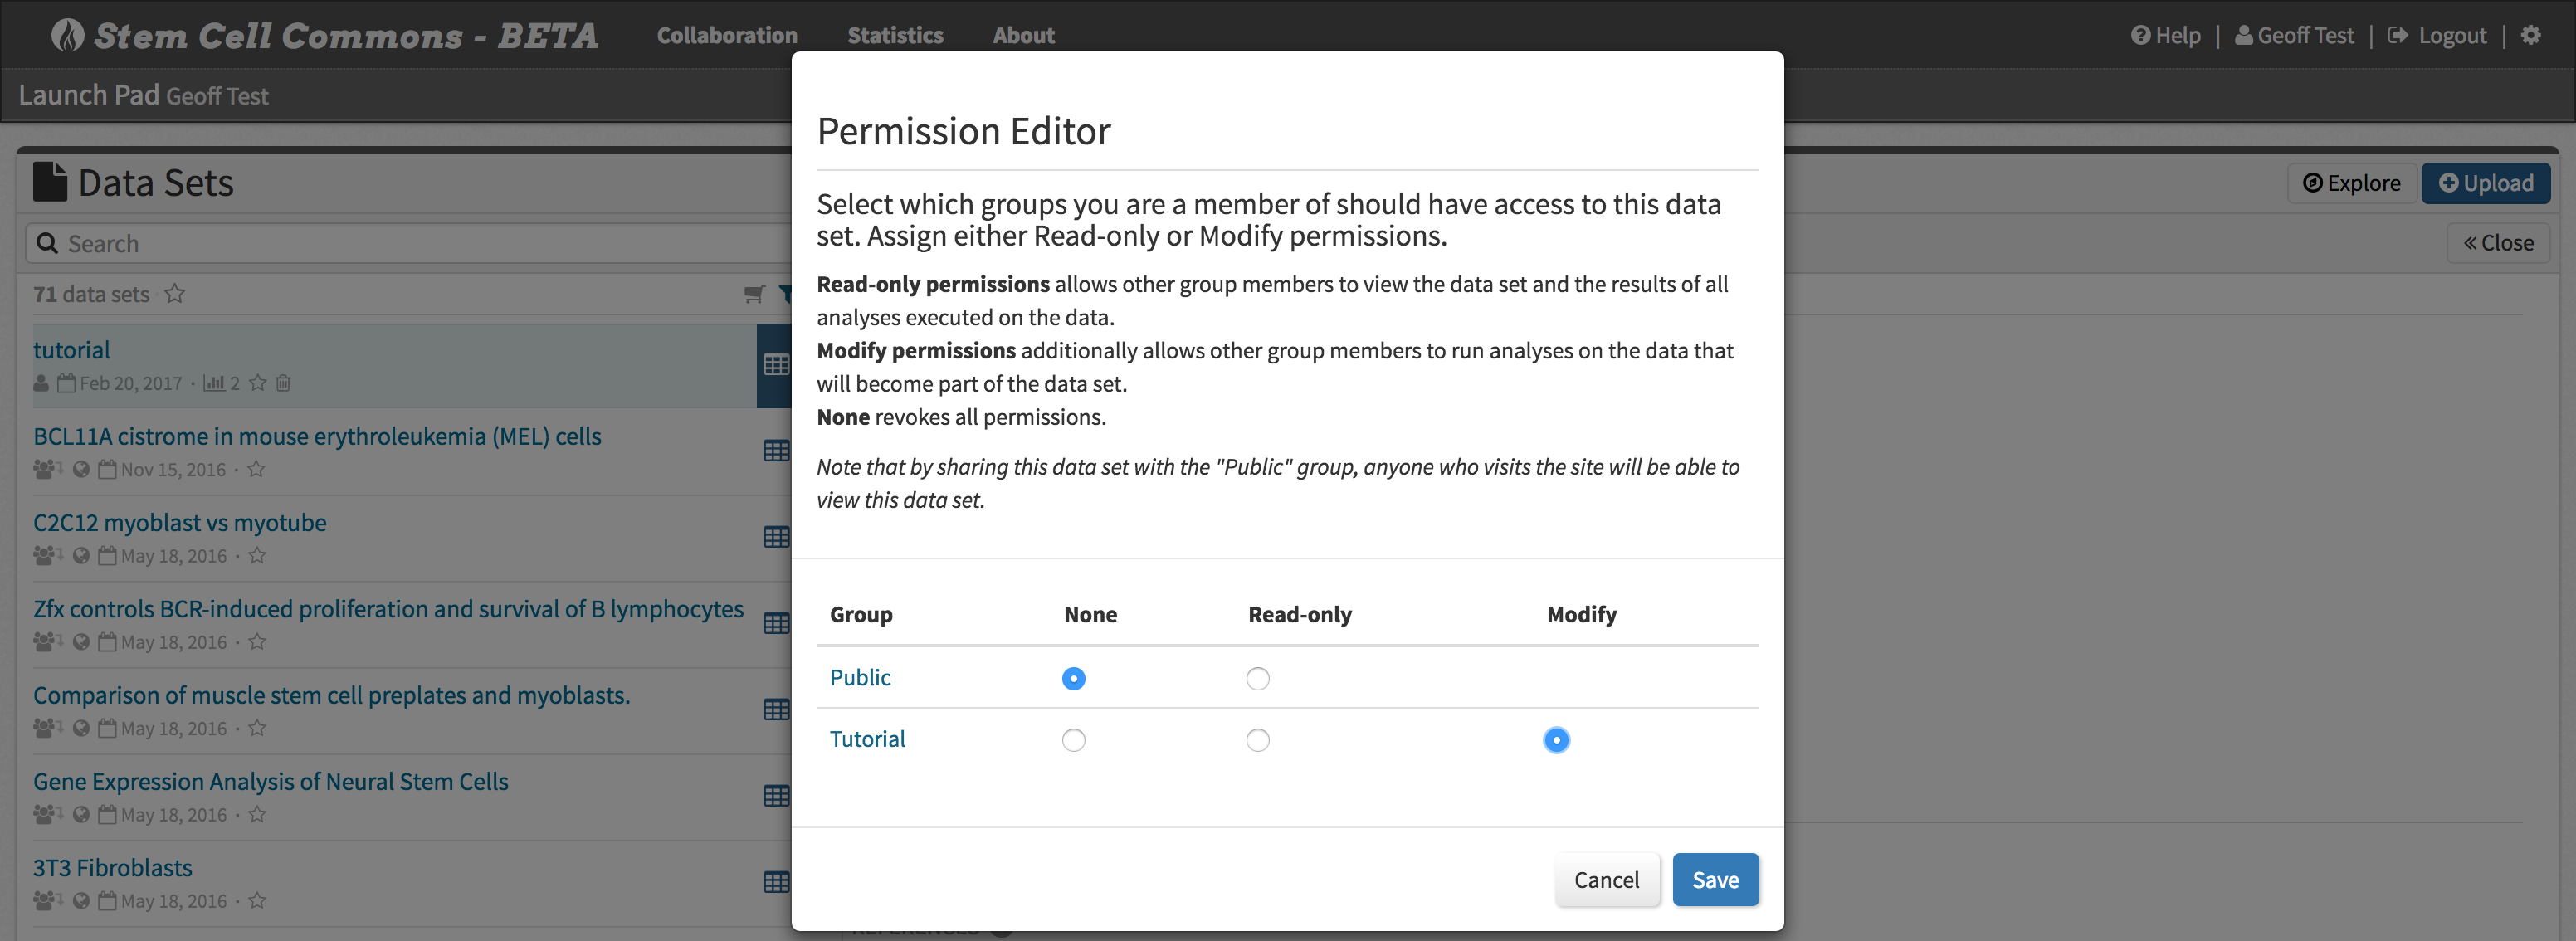 Stem Cell Commons - BETA
Collaboration
Statistics
About
Help | Geoff Test | Logout |
Launch Pad Geoff Test
Data Sets
Explore
Upload
Search
« Close
71 data sets
tutorial
Feb 20, 2017 · 2
BCL11A cistrome in mouse erythroleukemia (MEL) cells
Nov 15, 2016 ·
C2C12 myoblast vs myotube
May 18, 2016 ·
Zfx controls BCR-induced proliferation and survival of B lymphocytes
May 18, 2016 ·
Comparison of muscle stem cell preplates and myoblasts.
May 18, 2016 ·
Gene Expression Analysis of Neural Stem Cells
May 18, 2016 ·
3T3 Fibroblasts
May 18, 2016 ·
Permission Editor
Select which groups you are a member of should have access to this data
set. Assign either Read-only or Modify permissions.
Read-only permissions allows other group members to view the data set and the results of all
analyses executed on the data.
Modify permissions additionally allows other group members to run analyses on the data that
will become part of the data set.
None revokes all permissions.
Note that by sharing this data set with the "Public" group, anyone who visits the site will be able to
view this data set.
Group None Read-only Modify
Public
Tutorial
Cancel
Save